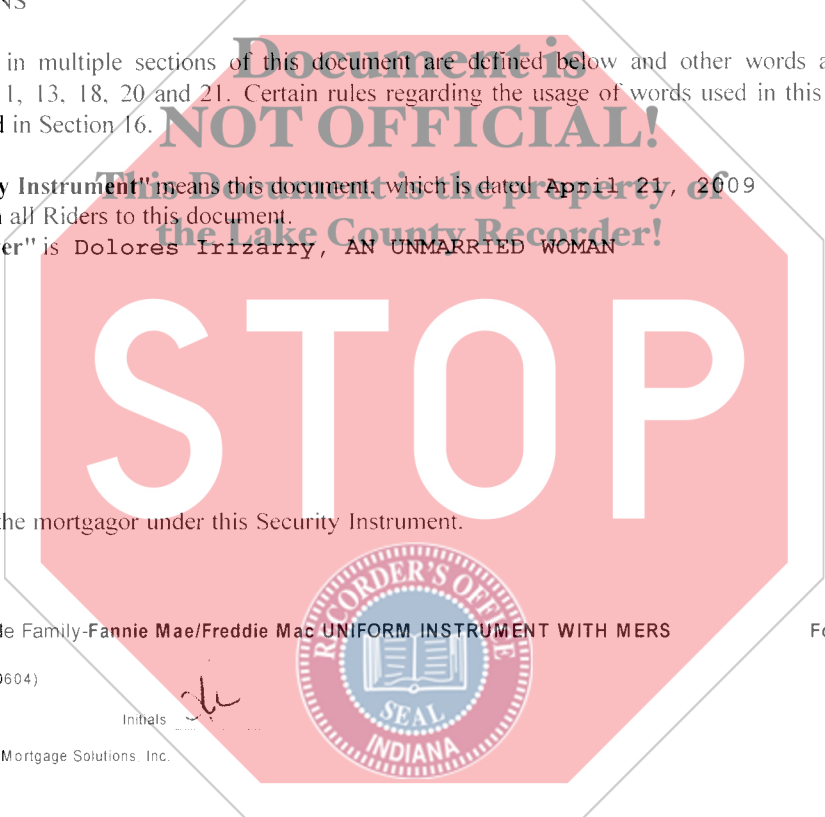 NS
in multiple sections of this document are defined below and other words a
1, 13, 18, 20 and 21. Certain rules regarding the usage of words used in this
in Section 16.
Document is
NOT OFFICIAL!
This Document is the property of
the Lake County Recorder!
y Instrument" means this document, which is dated April 21, 2009
all Riders to this document.
er" is Dolores Irizarry, AN UNMARRIED WOMAN
STOP
the mortgagor under this Security Instrument.
le Family-Fannie Mae/Freddie Mac UNIFORM INSTRUMENT WITH MERS Fo
0604)
Initials
Mortgage Solutions, Inc.
RECORDER'S OFFICE
SEAL
INDIANA